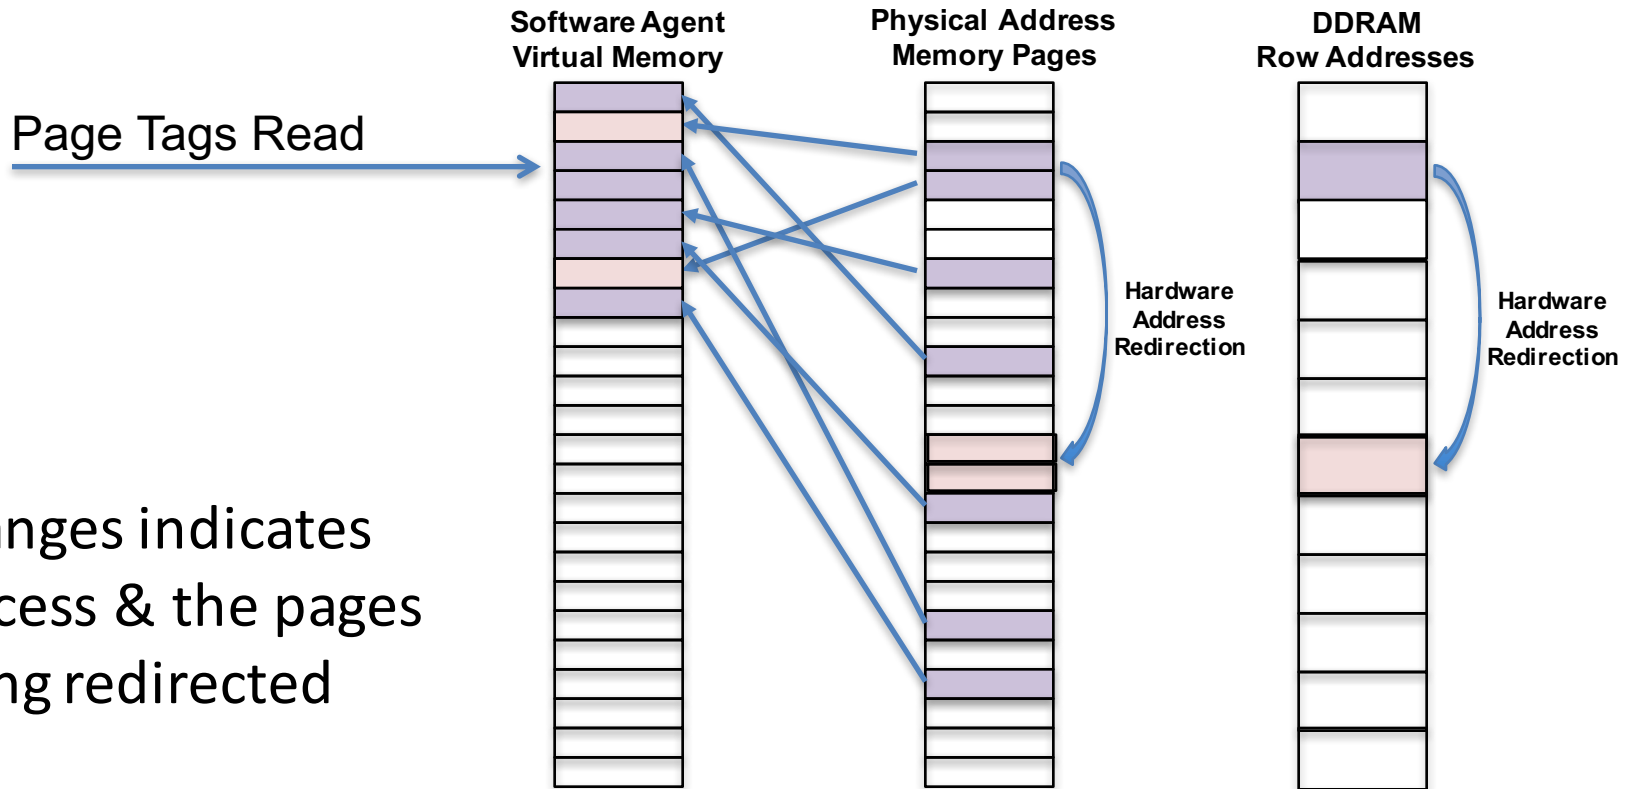 Software Agent
Virtual Memory
Physical Address
Memory Pages
DDRAM
Row Addresses
Page Tags Read
Hardware
Address
Redirection
Hardware
Address
Redirection
anges indicates
cess & the pages
ng redirected